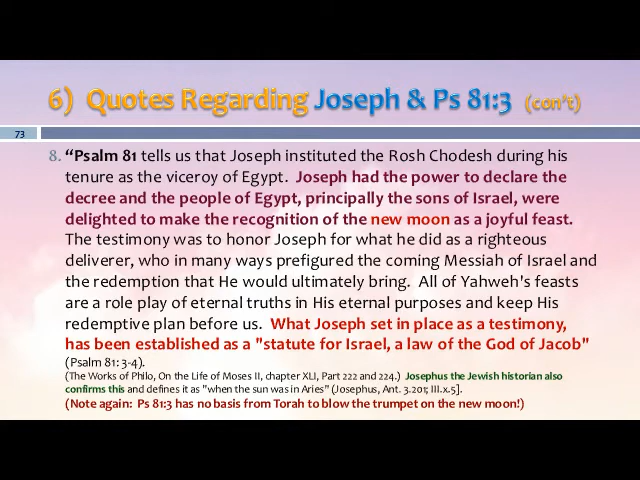 6) Quotes Regarding Joseph & Ps 81:3 (con't)
73
8. “Psalm 81 tells us that Joseph instituted the Rosh Chodesh during his
tenure as the viceroy of Egypt. Joseph had the power to declare the
decree and the people of Egypt, principally the sons of Israel, were
delighted to make the recognition of the new moon as a joyful feast.
The testimony was to honor Joseph for what he did as a righteous
deliverer, who in many ways prefigured the coming Messiah of Israel and
the redemption that He would ultimately bring. All of Yahweh's feasts
are a role play of eternal truths in His eternal purposes and keep His
redemptive plan before us. What Joseph set in place as a testimony,
has been established as a "statute for Israel, a law of the God of Jacob"
(Psalm 81: 3-4).
(The Works of Philo, On the Life of Moses II, chapter XLI, Part 222 and 224.) Josephus the Jewish historian also
confirms this and defines it as "when the sun was in Aries" (Josephus, Ant. 3.201; III.x.5].
(Note again: Ps 81:3 has no basis from Torah to blow the trumpet on the new moon!)